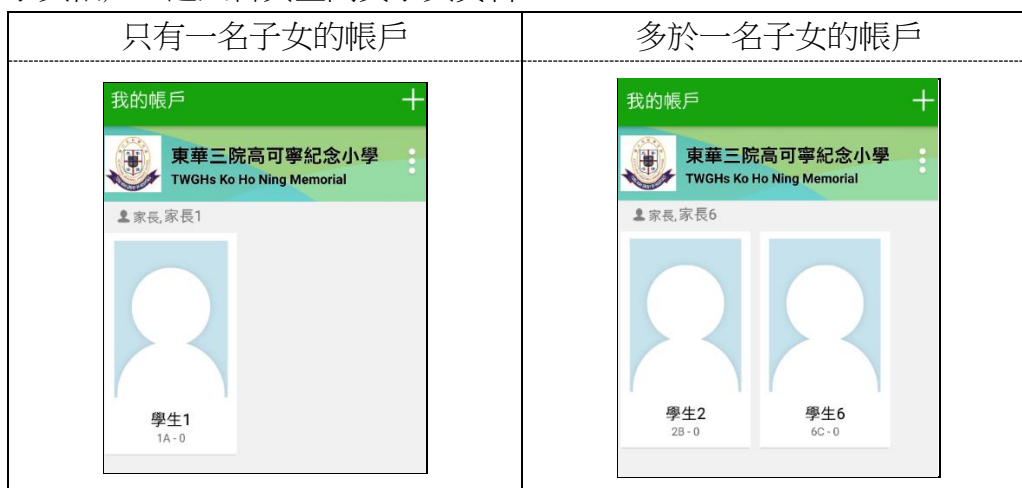 只有一名子女的帳戶
多於一名子女的帳戶
我的帳戶
東華三院高可寧紀念小學
TWGHs Ko Ho Ning Memorial
家長,家長1
學生1
1A - 0
我的帳戶
東華三院高可寧紀念小學
TWGHs Ko Ho Ning Memorial
家長,家長6
學生2
2B - 0
學生6
6C - 0